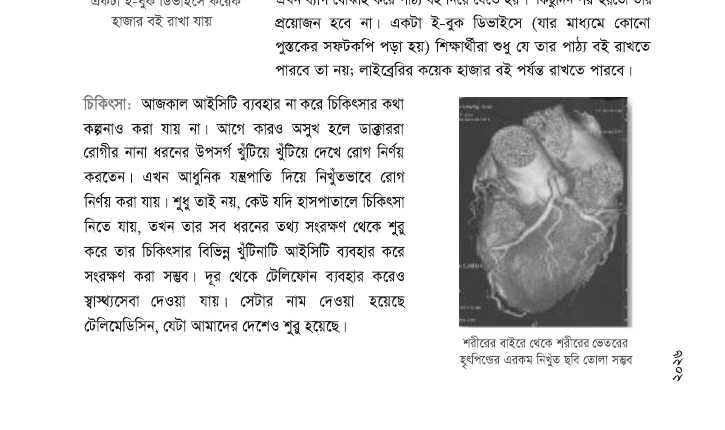 একটা ই-বুক ডিভাইসে কয়েক
হাজার বই রাখা যায়
প্রয়োজন হবে না। একটা ই-বুক ডিভাইসে (যার মাধ্যমে কোনো
পুস্তকের সফটকপি পড়া হয়) শিক্ষার্থীরা শুধু যে তার পাঠ্য বই রাখতে
পারবে তা নয়; লাইব্রেরির কয়েক হাজার বই পর্যন্ত রাখতে পারবে।
চিকিৎসা: আজকাল আইসিটি ব্যবহার না করে চিকিৎসার কথা
কল্পনাও করা যায় না। আগে কারও অসুখ হলে ডাক্তাররা
রোগীর নানা ধরনের উপসর্গ খুঁটিয়ে খুঁটিয়ে দেখে রোগ নির্ণয়
করতেন। এখন আধুনিক যন্ত্রপাতি দিয়ে নিখুঁতভাবে রোগ
নির্ণয় করা যায়। শুধু তাই নয়, কেউ যদি হাসপাতালে চিকিৎসা
নিতে যায়, তখন তার সব ধরনের তথ্য সংরক্ষণ থেকে শুরু
করে তার চিকিৎসার বিভিন্ন খুঁটিনাটি আইসিটি ব্যবহার করে
সংরক্ষণ করা সম্ভব। দূর থেকে টেলিফোন ব্যবহার করেও
স্বাস্থ্যসেবা দেওয়া যায়। সেটার নাম দেওয়া হয়েছে
টেলিমেডিসিন, যেটা আমাদের দেশেও শুরু হয়েছে।
শরীরের বাইরে থেকে শরীরের ভেতরের
হৃৎপিন্ডের এরকম নিখুঁত ছবি তোলা সম্ভব
২০২৬